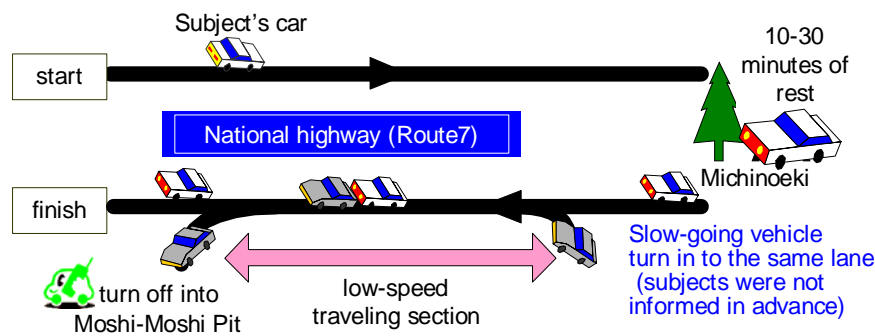 Subject's car
start
10-30
minutes of
rest
National highway (Route7)
Michinoeki
finish
Slow-going vehicle
turn in to the same lane
(subjects were not
informed in advance)
turn off into
Moshi-Moshi Pit
low-speed
traveling section